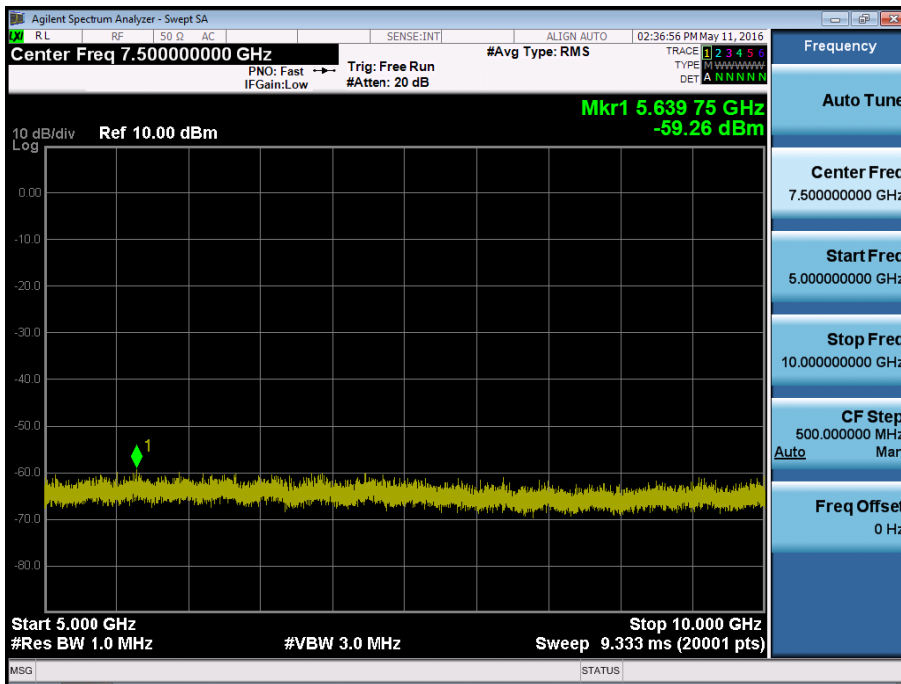 Agilent Spectrum Analyzer - Swept SA
LXI RL RF 50 Ω AC SENSE:INT ALIGN AUTO 02:36:56 PM May 11, 2016
Center Freq 7.500000000 GHz
PNO: Fast
IFGain:Low
Trig: Free Run
#Atten: 20 dB
#Avg Type: RMS
TRACE 1 2 3 4 5 6
TYPE M WWWWW
DET A N N N N N
Mkr1 5.639 75 GHz
-59.26 dBm
10 dB/div Ref 10.00 dBm
Log
0.00
-10.0
-20.0
-30.0
-40.0
-50.0
-60.0
-70.0
-80.0
1
Start 5.000 GHz Stop 10.000 GHz
#Res BW 1.0 MHz #VBW 3.0 MHz Sweep 9.333 ms (20001 pts)
MSG STATUS
Frequency
Auto Tune
Center Freq
7.500000000 GHz
Start Freq
5.000000000 GHz
Stop Freq
10.000000000 GHz
CF Step
500.000000 MHz
Auto Man
Freq Offset
0 Hz